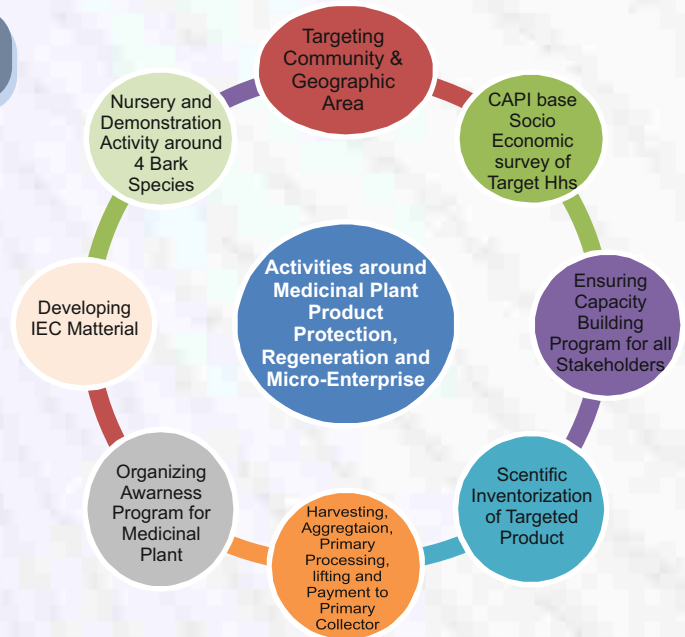 Targeting
Community &
Geographic
Area
CAPI base
Socio
Economic
survey of
Target Hhs
Ensuring
Capacity
Building
Program for all
Stakeholders
Scientific
Inventorization
of Targeted
Product
Harvesting,
Aggregtaion,
Primary
Processing,
lifting and
Payment to
Primary
Collector
Organizing
Awarness
Program for
Medicinal
Plant
Developing
IEC Matterial
Nursery and
Demonstration
Activity around
4 Bark
Species
Activities around
Medicinal Plant
Product
Protection,
Regeneration and
Micro-Enterprise